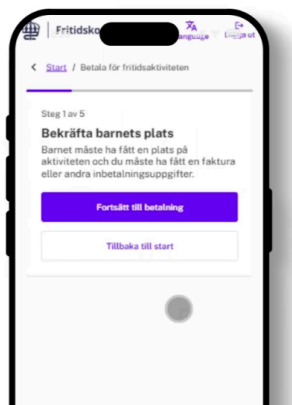 Fritidsko
Logga ut
Start / Betala för fritidsaktiviteten
Steg 1 av 5
Bekräfta barnets plats
Barnet måste ha fått en plats på
aktiviteten och du måste ha fått en faktura
eller andra inbetalningsuppgifter.
Fortsätt till betalning
Tillbaka till start